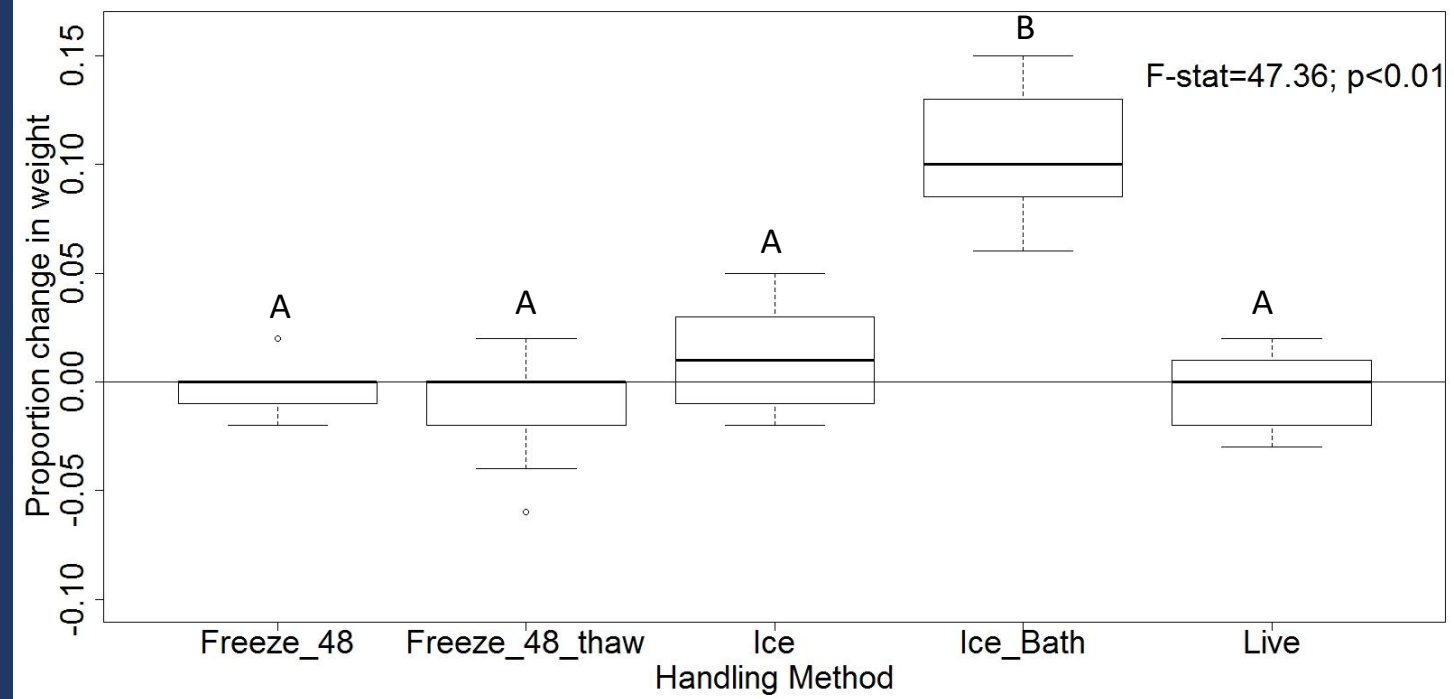 B
F-stat=47.36; p<0.01
A
A
A
A
Proportion change in weight
0.15
0.10
0.05
0.00
-0.05
-0.10
Freeze_48
Freeze_48_thaw
Ice
Ice_Bath
Live
Handling Method